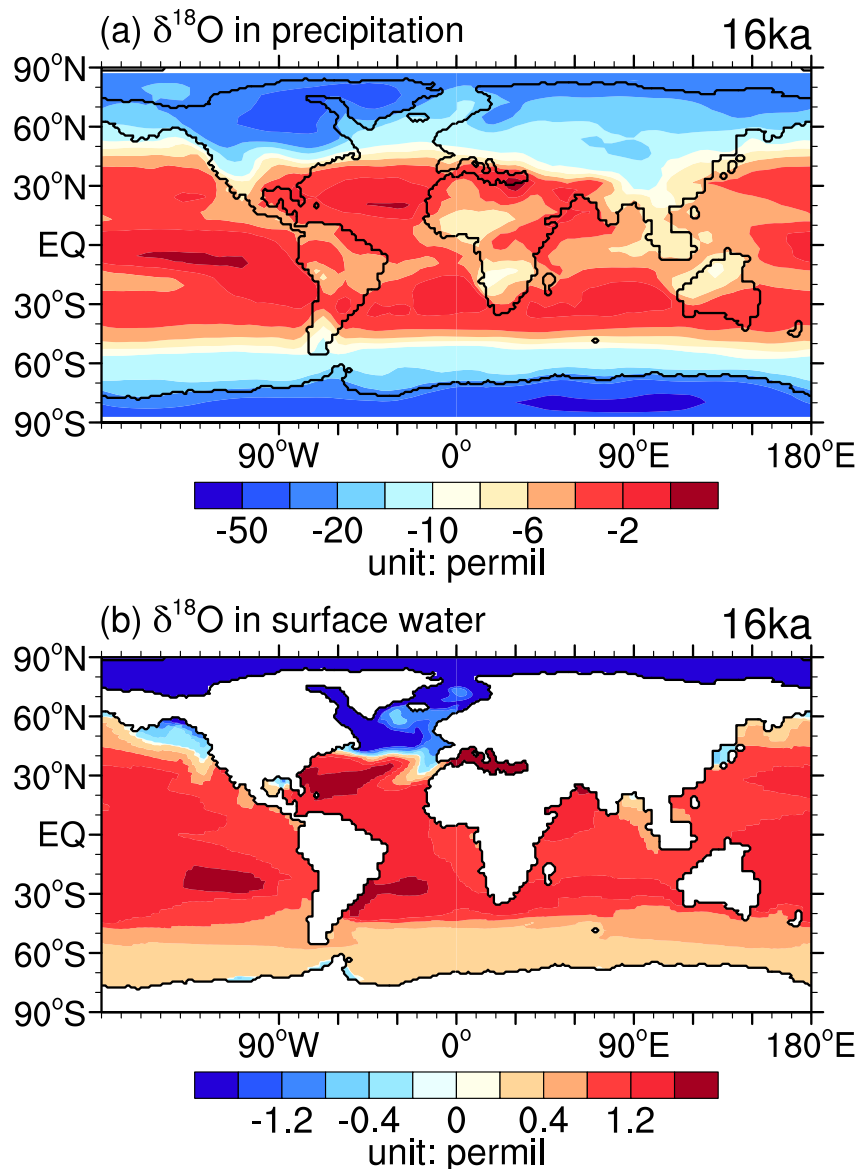 (a) δ¹⁸O in precipitation 16ka
90°N
60°N
30°N
EQ
30°S
60°S
90°S
90°W 0° 90°E 180°E
-50 -20 -10 -6 -2
unit: permil
(b) δ¹⁸O in surface water 16ka
90°N
60°N
30°N
EQ
30°S
60°S
90°S
90°W 0° 90°E 180°E
-1.2 -0.4 0 0.4 1.2
unit: permil